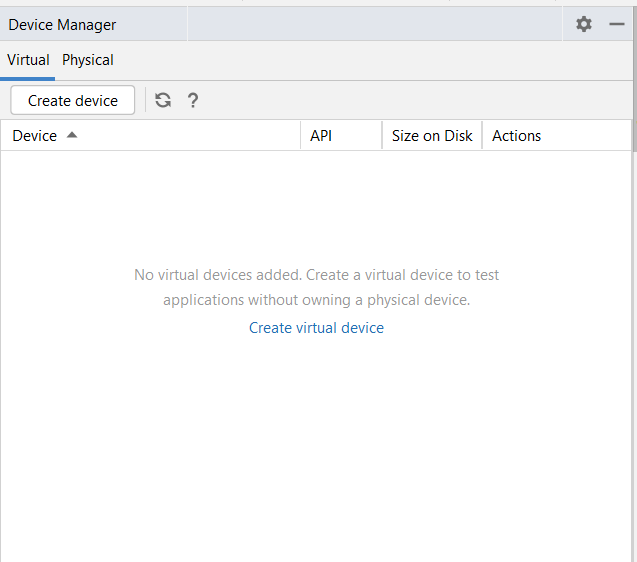 Device Manager
Virtual Physical
Create device ?
Device API Size on Disk Actions
No virtual devices added. Create a virtual device to test
applications without owning a physical device.
Create virtual device